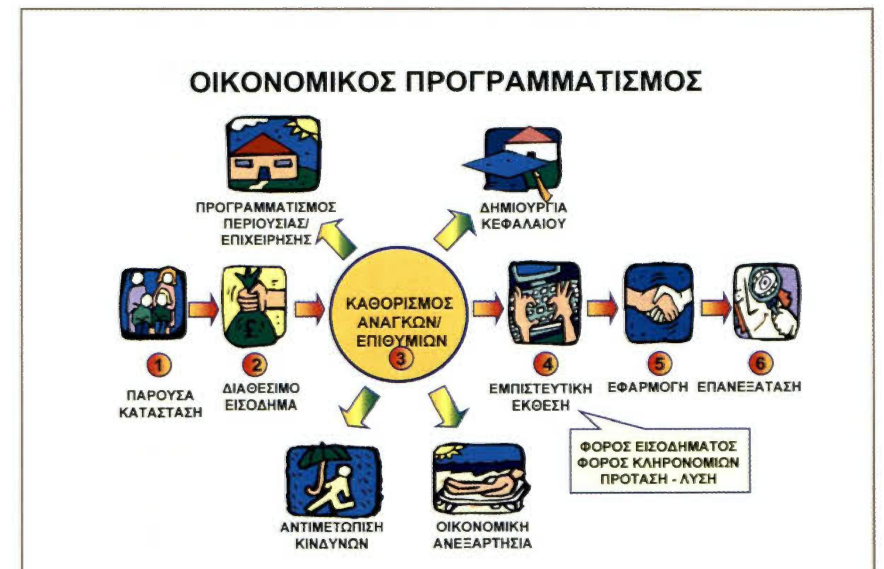 ΟΙΚΟΝΟΜΙΚΟΣ ΠΡΟΓΡΑΜΜΑΤΙΣΜΟΣ
ΠΡΟΓΡΑΜΜΑΤΙΣΜΟΣ
ΠΕΡΙΟΥΣΙΑΣ/
ΕΠΙΧΕΙΡΗΣΗΣ
ΔΗΜΙΟΥΡΓΙΑ
ΚΕΦΑΛΑΙΟΥ
£
ΚΑΘΟΡΙΣΜΟΣ
ΑΝΑΓΚΩΝ/
ΕΠΙΘΥΜΙΩΝ
3
1
ΠΑΡΟΥΣΑ
ΚΑΤΑΣΤΑΣΗ
2
ΔΙΑΘΕΣΙΜΟ
ΕΙΣΟΔΗΜΑ
4
ΕΜΠΙΣΤΕΥΤΙΚΗ
ΕΚΘΕΣΗ
5
ΕΦΑΡΜΟΓΗ
6
ΕΠΑΝΕΞΑΤΑΣΗ
ΦΟΡΟΣ ΕΙΣΟΔΗΜΑΤΟΣ
ΦΟΡΟΣ ΚΛΗΡΟΝΟΜΙΩΝ
ΠΡΟΤΑΣΗ - ΛΥΣΗ
ΑΝΤΙΜΕΤΩΠΙΣΗ
ΚΙΝΔΥΝΩΝ
ΟΙΚΟΝΟΜΙΚΗ
ΑΝΕΞΑΡΤΗΣΙΑ